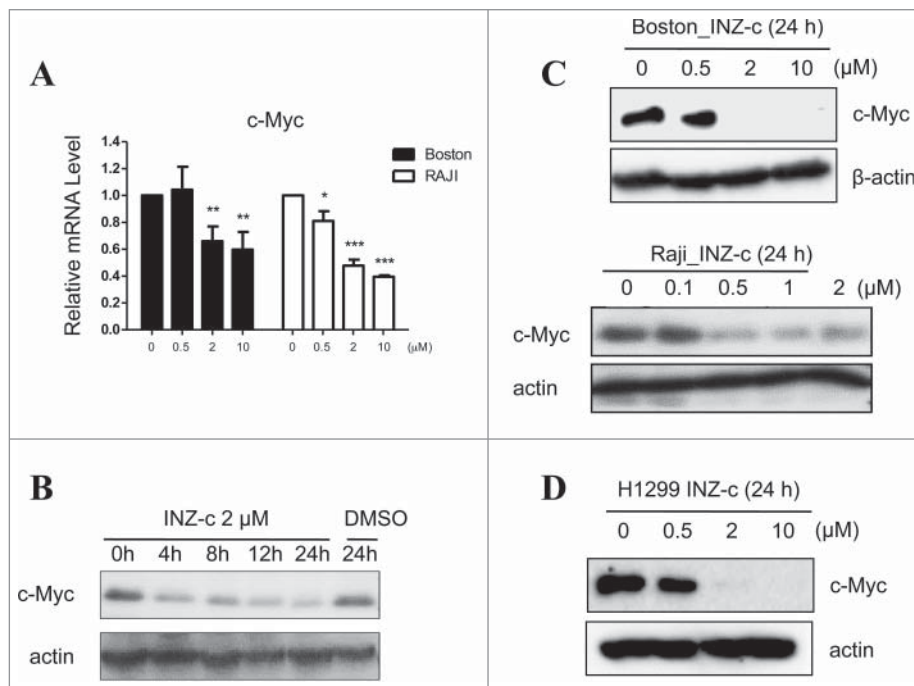 A
c-Myc
Relative mRNA Level
1.4
1.2
1.0
0.8
0.6
0.4
0.2
0.0
Boston
RAJI
** **
* *** ***
0 0.5 2 10 0 0.5 2 10 (μM)
B
INZ-c 2 μM DMSO
0h 4h 8h 12h 24h 24h
c-Myc
actin
C
Boston_INZ-c (24 h)
0 0.5 2 10 (μM)
c-Myc
β-actin
Raji_INZ-c (24 h)
0 0.1 0.5 1 2 (μM)
c-Myc
actin
D
H1299 INZ-c (24 h)
0 0.5 2 10 (μM)
c-Myc
actin